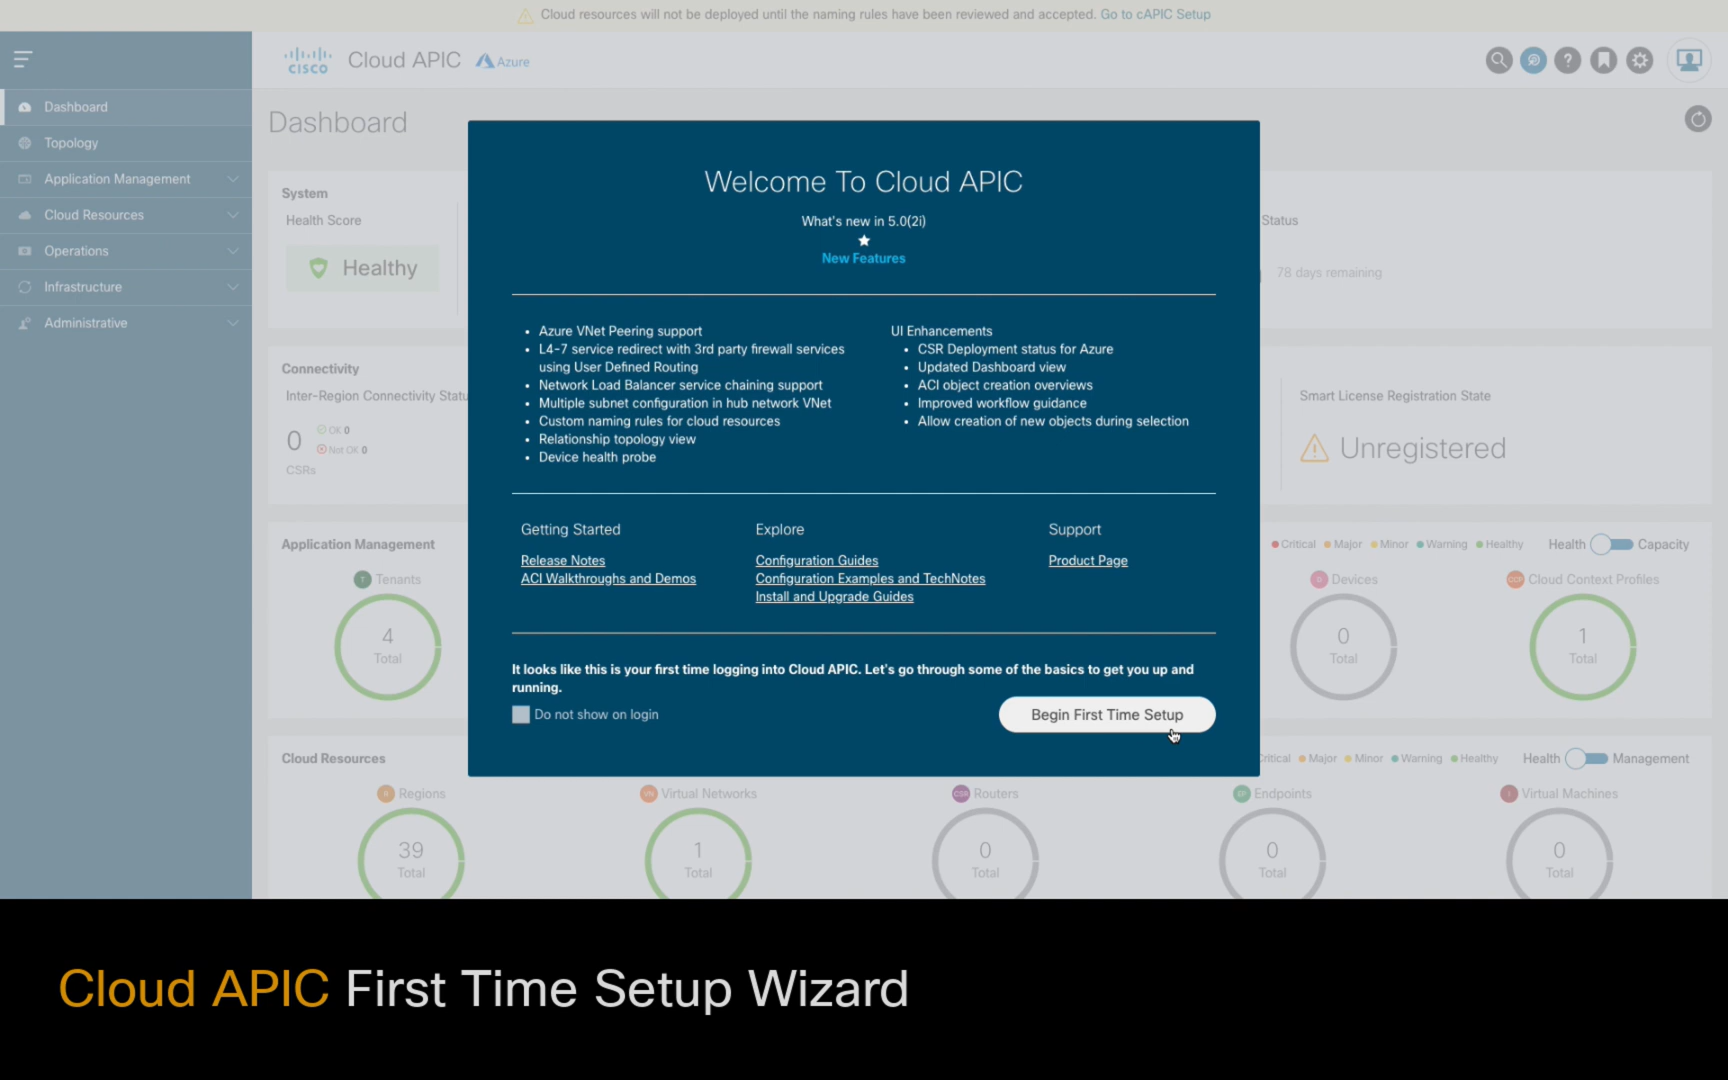 Cloud resources will not be deployed until the naming rules have been reviewed and accepted. Go to cAPIC Setup
CISCO
Cloud APIC
Azure
Dashboard
Topology
Application Management
Cloud Resources
Operations
Infrastructure
Administrative
Dashboard
System
Health Score
Healthy
Status
78 days remaining
Connectivity
Inter-Region Connectivity Statu
0
OK 0
Not OK 0
CSRs
Smart License Registration State
Unregistered
Application Management
Critical Major Minor Warning Healthy
Health Capacity
T Tenants
4
Total
D Devices
0
Total
CCP Cloud Context Profiles
1
Total
Cloud Resources
Critical Major Minor Warning Healthy
Health Management
R Regions
39
Total
VN Virtual Networks
1
Total
CSR Routers
0
Total
EP Endpoints
0
Total
I Virtual Machines
0
Total
Welcome To Cloud APIC
What's new in 5.0(2i)
New Features
• Azure VNet Peering support
• L4-7 service redirect with 3rd party firewall services
using User Defined Routing
• Network Load Balancer service chaining support
• Multiple subnet configuration in hub network VNet
• Custom naming rules for cloud resources
• Relationship topology view
• Device health probe
UI Enhancements
• CSR Deployment status for Azure
• Updated Dashboard view
• ACI object creation overviews
• Improved workflow guidance
• Allow creation of new objects during selection
Getting Started
Release Notes
ACI Walkthroughs and Demos
Explore
Configuration Guides
Configuration Examples and TechNotes
Install and Upgrade Guides
Support
Product Page
It looks like this is your first time logging into Cloud APIC. Let's go through some of the basics to get you up and
running.
Do not show on login
Begin First Time Setup
Cloud APIC First Time Setup Wizard